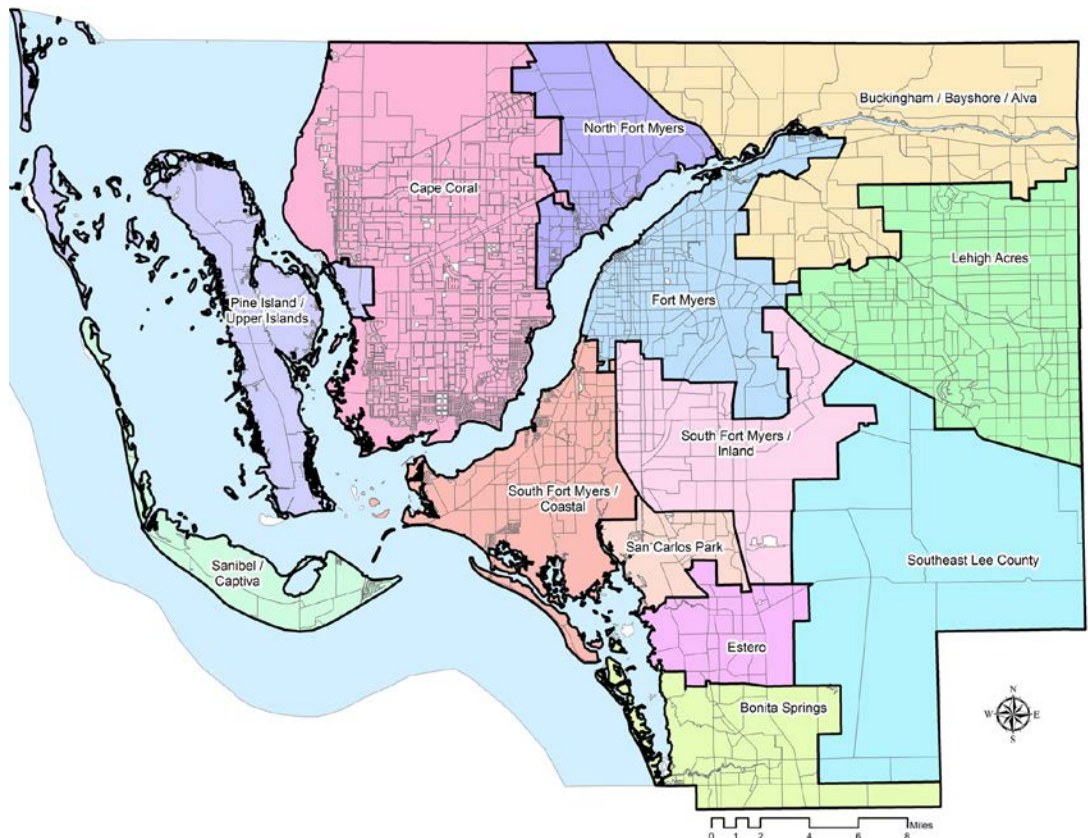 Buckingham / Bayshore / Alva
North Fort Myers
Cape Coral
Lehigh Acres
Fort Myers
Pine Island /
Upper Islands
South Fort Myers /
Inland
South Fort Myers /
Coastal
San Carlos Park
Southeast Lee County
Sanibel /
Captiva
Estero
Bonita Springs
N
W E
S
Miles
0 1 2 4 6 8